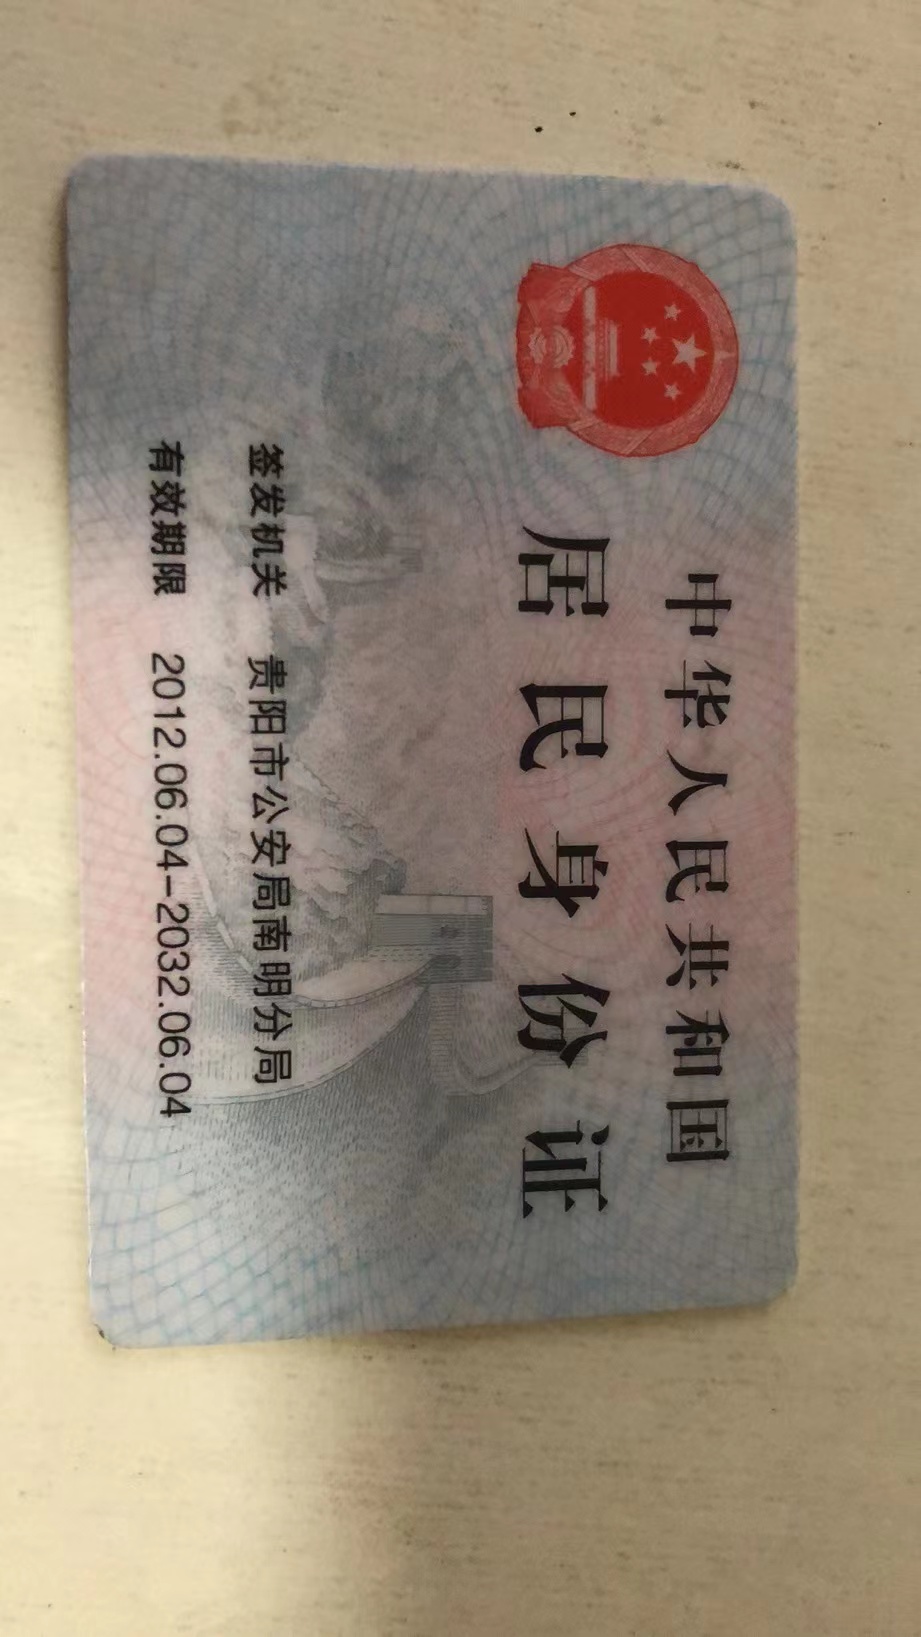 中华人民共和国
居民身份证
签发机关 贵阳市公安局南明分局
有效期限 2012.06.04-2032.06.04